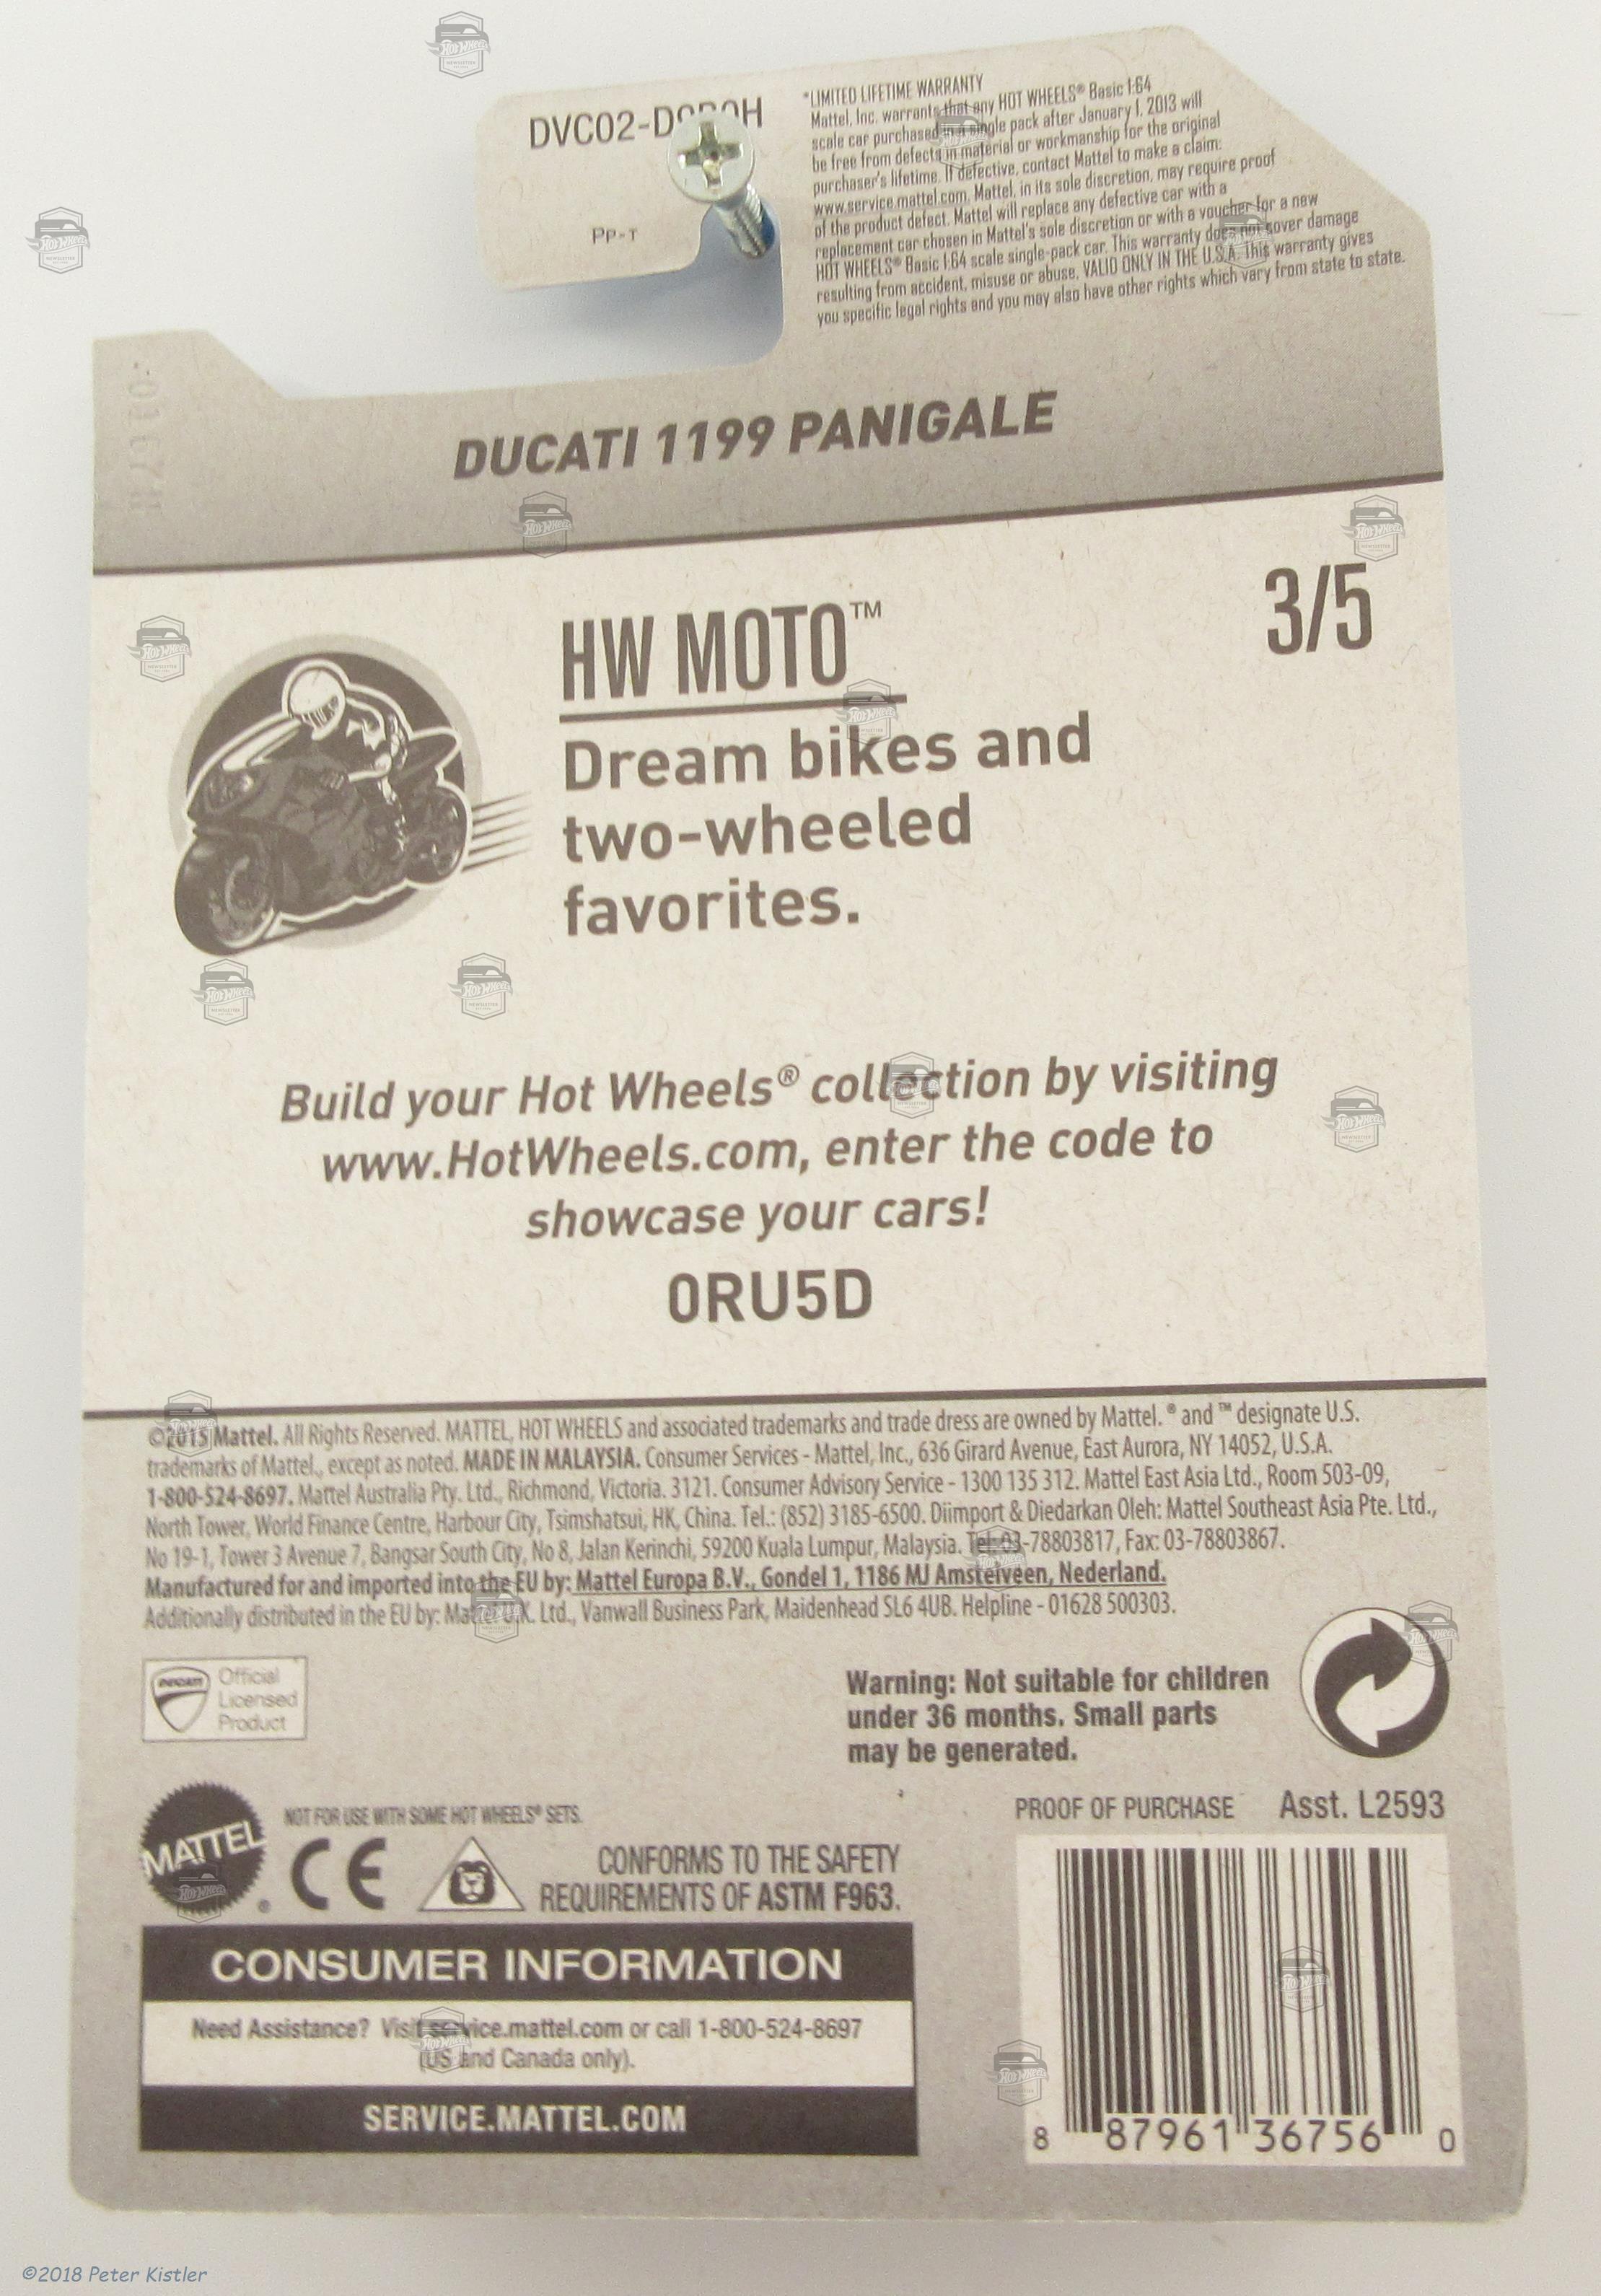 DVC02-D
Pp-T
*LIMITED LIFETIME WARRANTY
Mattel, Inc. warrants that any HOT WHEELS® Basic 1:64
scale car purchased in a single pack after January 1, 2013 will
be free from defects in material or workmanship for the original
purchaser's lifetime. If defective, contact Mattel to make a claim:
www.service.mattel.com. Mattel, in its sole discretion, may require proof
of the product defect. Mattel will replace any defective car with a
replacement car chosen in Mattel's sole discretion or with a voucher for a new
HOT WHEELS® Basic 1:64 scale single-pack car. This warranty does not cover damage
resulting from accident, misuse or abuse. VALID ONLY IN THE U.S.A. This warranty gives
you specific legal rights and you may also have other rights which vary from state to state.
DUCATI 1199 PANIGALE
HW MOTO™
3/5
Dream bikes and
two-wheeled
favorites.
Build your Hot Wheels® collection by visiting
www.HotWheels.com, enter the code to
showcase your cars!
0RU5D
©2015 Mattel. All Rights Reserved. MATTEL, HOT WHEELS and associated trademarks and trade dress are owned by Mattel. ® and ™ designate U.S.
trademarks of Mattel, except as noted. MADE IN MALAYSIA. Consumer Services - Mattel, Inc., 636 Girard Avenue, East Aurora, NY 14052, U.S.A.
1-800-524-8697. Mattel Australia Pty. Ltd., Richmond, Victoria. 3121. Consumer Advisory Service - 1300 135 312. Mattel East Asia Ltd., Room 503-09,
North Tower, World Finance Centre, Harbour City, Tsimshatsui, HK, China. Tel.: (852) 3185-6500. Diimport & Diedarkan Oleh: Mattel Southeast Asia Pte. Ltd.,
No 19-1, Tower 3 Avenue 7, Bangsar South City, No 8, Jalan Kerinchi, 59200 Kuala Lumpur, Malaysia. Tel: 03-78803817, Fax: 03-78803867.
Manufactured for and imported into the EU by: Mattel Europa B.V., Gondel 1, 1186 MJ Amstelveen, Nederland.
Additionally distributed in the EU by: Mattel U.K. Ltd., Vanwall Business Park, Maidenhead SL6 4UB. Helpline - 01628 500303.
DUCATI
Official
Licensed
Product
Warning: Not suitable for children
under 36 months. Small parts
may be generated.
MATTEL
®
NOT FOR USE WITH SOME HOT WHEELS® SETS.
CE
CONFORMS TO THE SAFETY
REQUIREMENTS OF ASTM F963.
PROOF OF PURCHASE Asst. L2593
CONSUMER INFORMATION
Need Assistance? Visit service.mattel.com or call 1-800-524-8697
(US and Canada only).
SERVICE.MATTEL.COM
8 87961 36756 0
©2018 Peter Kistler